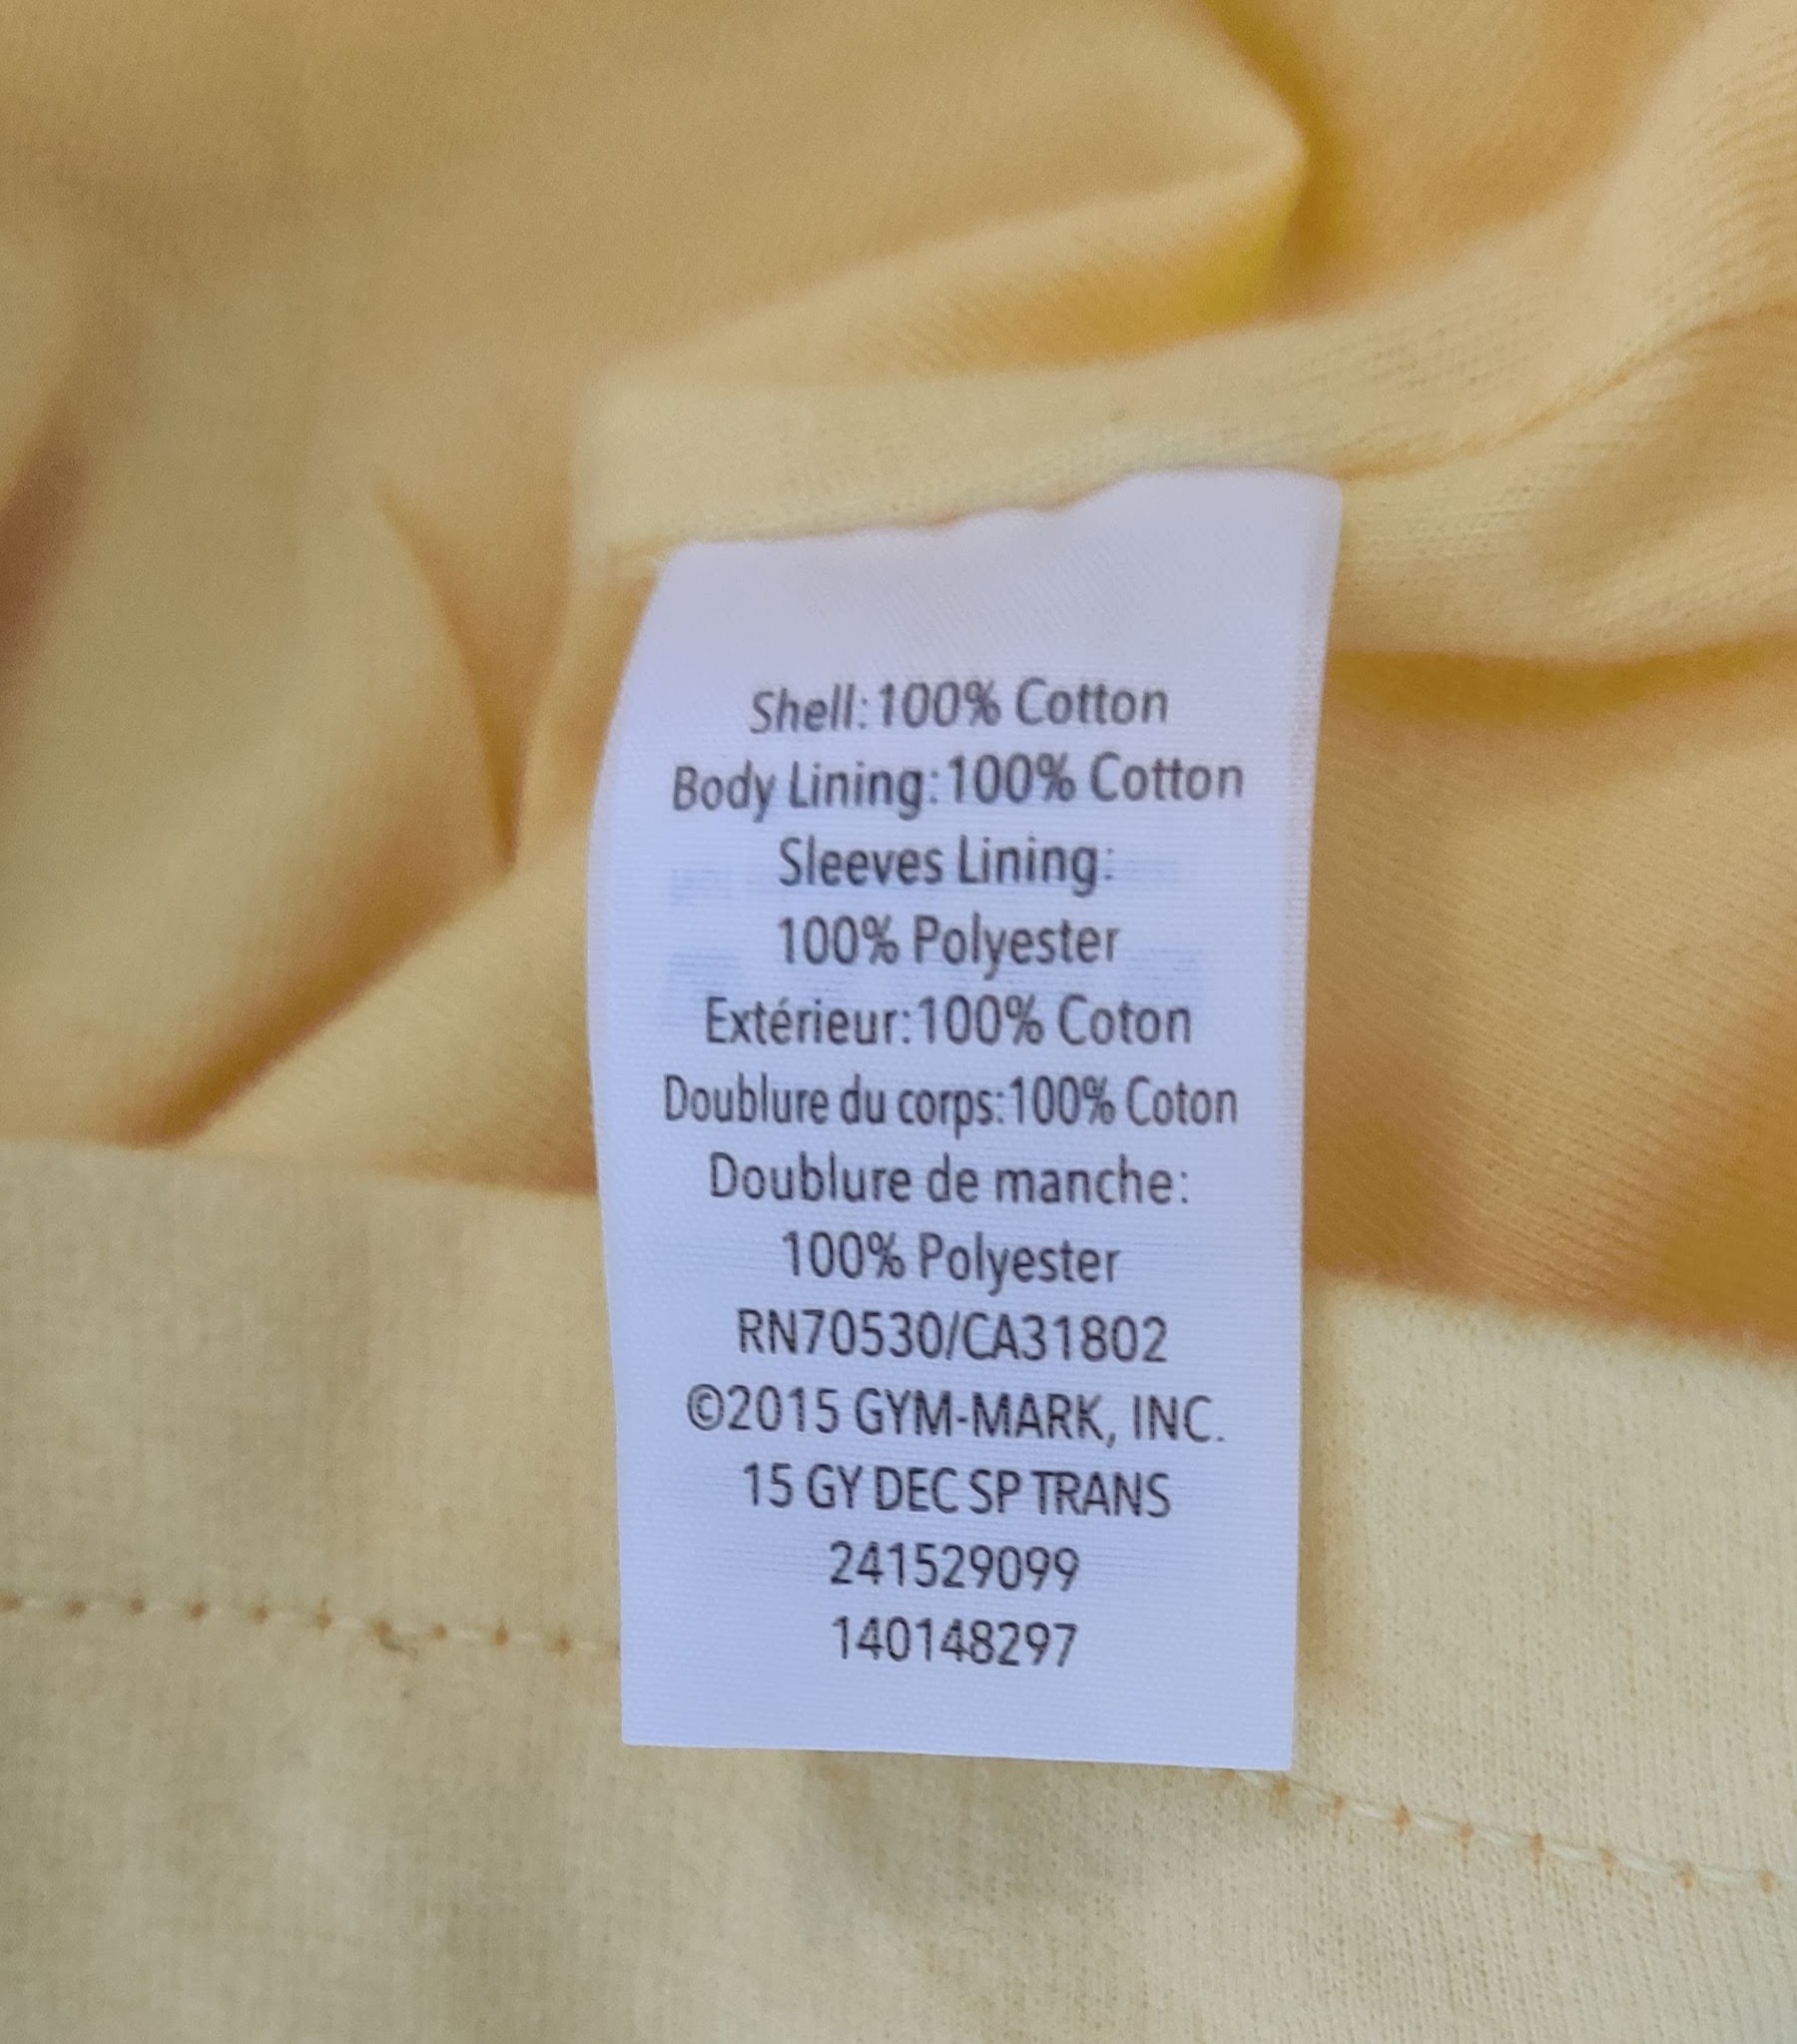 Shell:100% Cotton
Body Lining:100% Cotton
Sleeves Lining:
100% Polyester
Extérieur:100% Coton
Doublure du corps:100% Coton
Doublure de manche:
100% Polyester
RN70530/CA31802
©2015 GYM-MARK, INC.
15 GY DEC SP TRANS
241529099
140148297